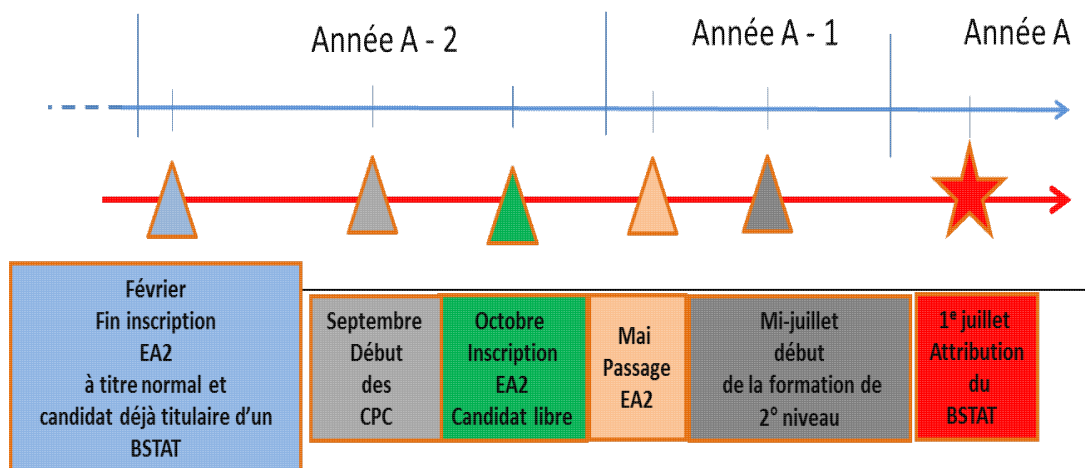 Année A - 2
Année A - 1
Année A
Février
Fin inscription
EA2
à titre normal et
candidat déjà titulaire d'un
BSTAT
Septembre
Début
des
CPC
Octobre
Inscription
EA2
Candidat libre
Mai
Passage
EA2
Mi-juillet
début
de la formation de
2° niveau
1e juillet
Attribution
du
BSTAT